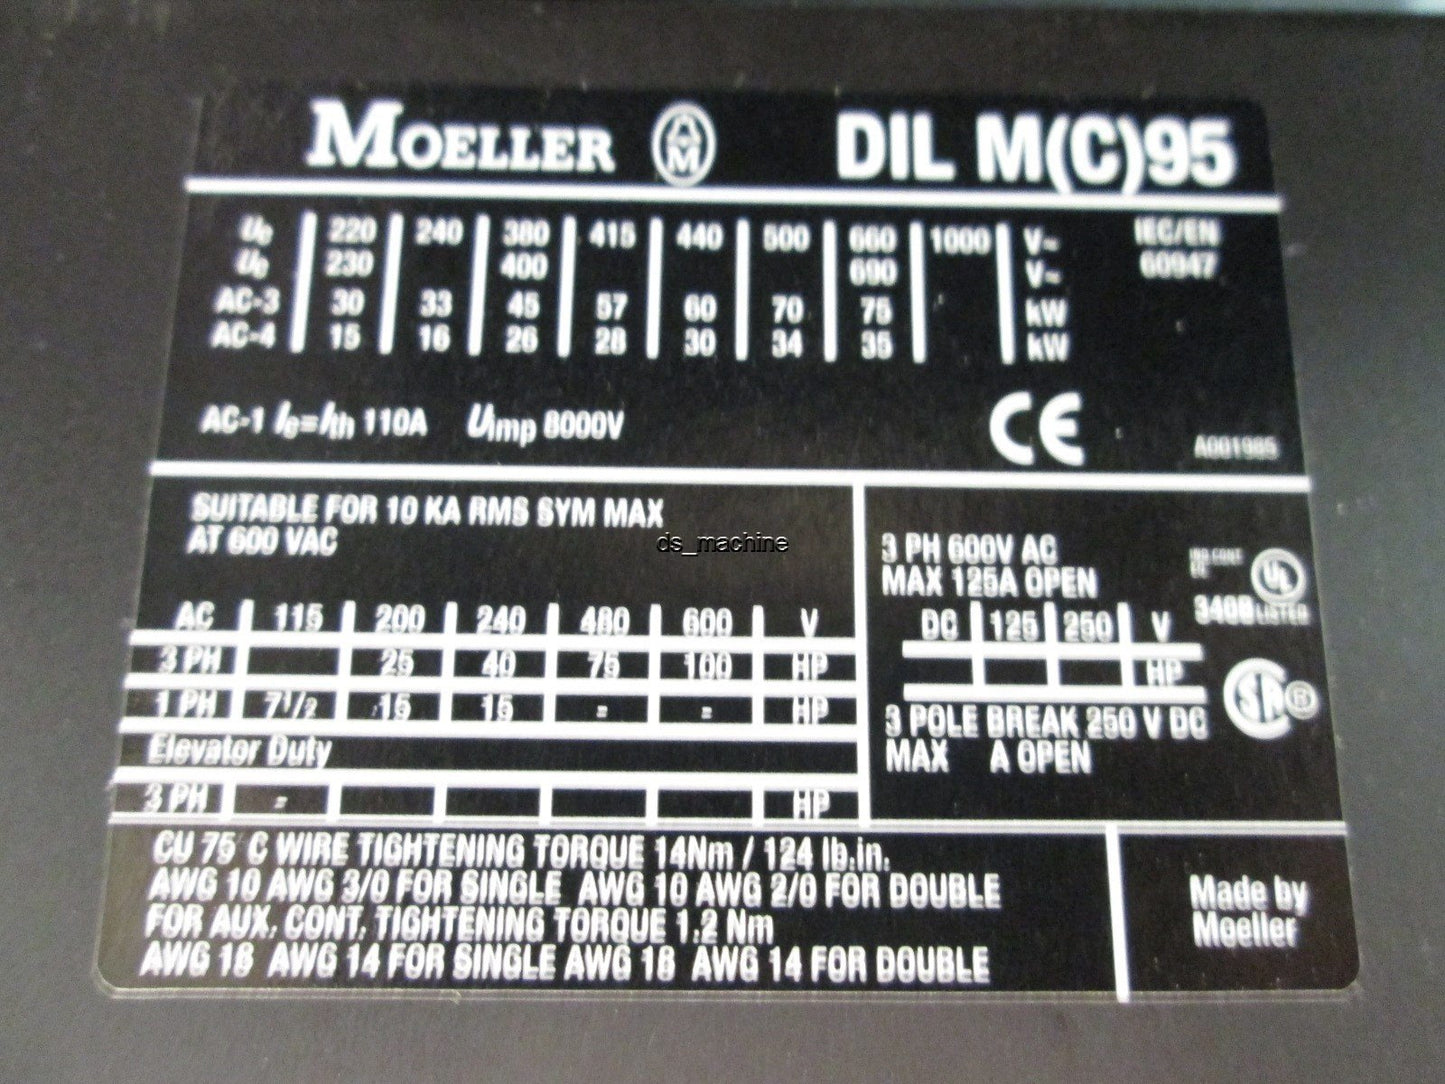 MOELLER DIL M(C)95
Ue 220 240 380 415 440 500 660 1000 V~ IEC/EN
Ue 230 400 690 V~ 60947
AC-3 30 33 45 57 60 70 75 kW
AC-4 15 16 26 28 30 34 35 kW
AC-1 Ie=Ith 110A Uimp 8000V CE A001985
SUITABLE FOR 10 KA RMS SYM MAX
AT 600 VAC
ds_machine
AC 115 200 240 480 600 V
3 PH 25 40 75 100 HP
1 PH 7 1/2 15 15 - - HP
Elevator Duty
3 PH - HP
3 PH 600V AC
MAX 125A OPEN
IND.CONT.
UL
340B LISTED
DC 125 250 V
HP
3 POLE BREAK 250 V DC
MAX A OPEN
SA ®
CU 75 C WIRE TIGHTENING TORQUE 14Nm / 124 lb.in.
AWG 10 AWG 3/0 FOR SINGLE AWG 10 AWG 2/0 FOR DOUBLE
FOR AUX. CONT. TIGHTENING TORQUE 1.2 Nm
AWG 18 AWG 14 FOR SINGLE AWG 18 AWG 14 FOR DOUBLE
Made by
Moeller